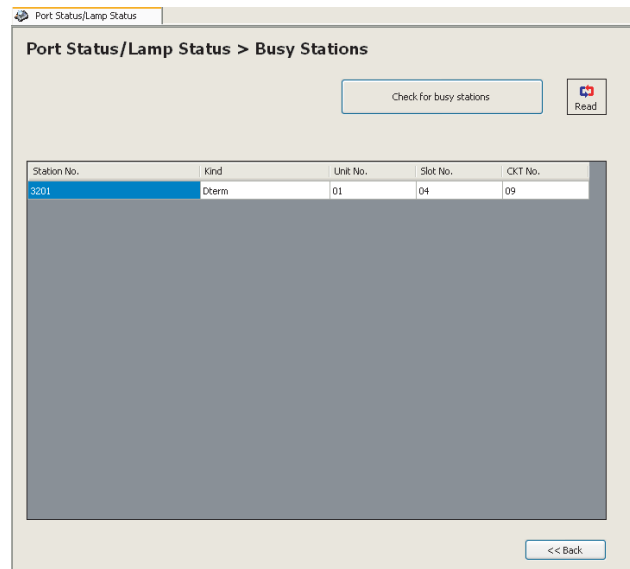 Port Status/Lamp Status
Port Status/Lamp Status > Busy Stations
Check for busy stations
Read
Station No. Kind Unit No. Slot No. CKT No.
3201 Dterm 01 04 09
<< Back